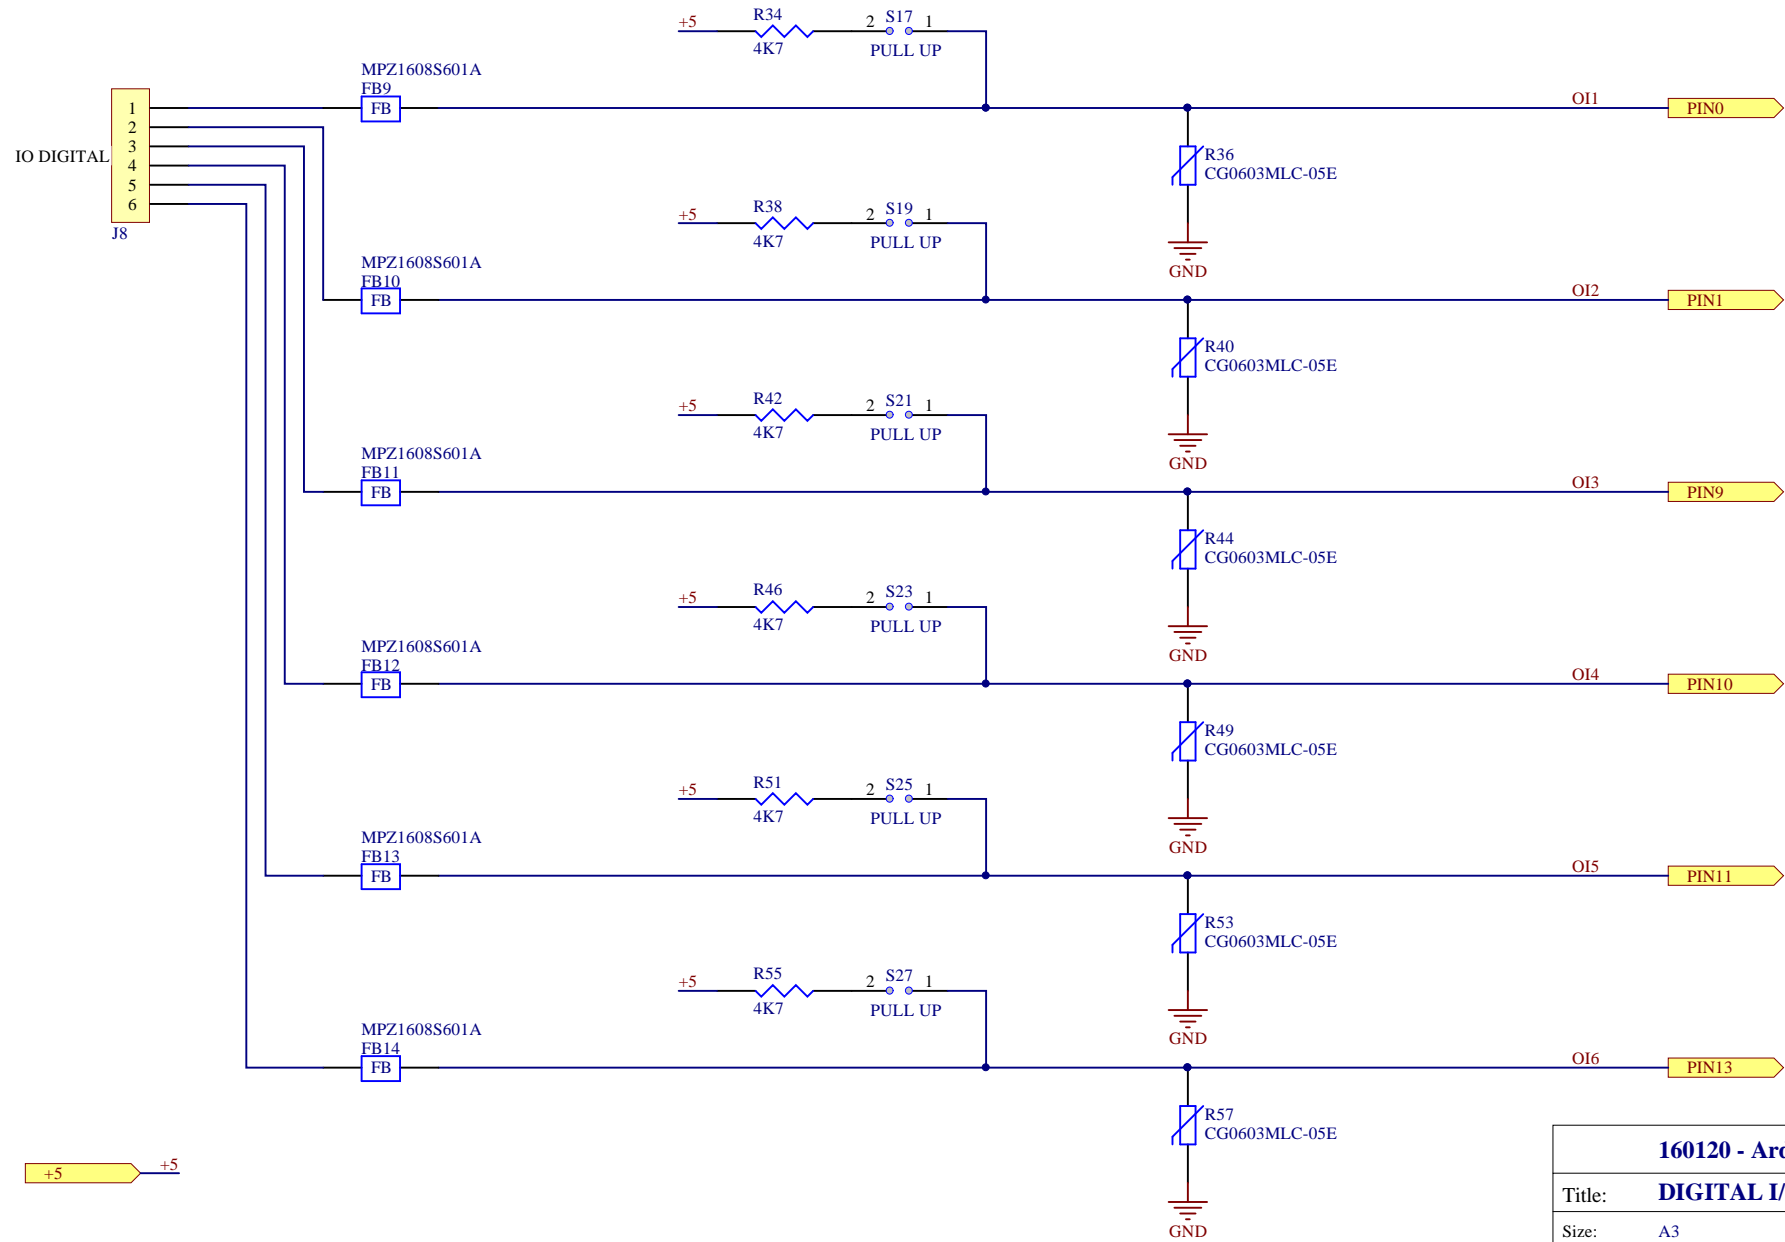 +5
R34
4K7
2 S17 1
PULL UP
MPZ1608S601A
FB9
FB
OI1
PIN0
IO DIGITAL
1
2
3
4
5
6
J8
R36
CG0603MLC-05E
GND
+5
R38
4K7
2 S19 1
PULL UP
MPZ1608S601A
FB10
FB
OI2
PIN1
R40
CG0603MLC-05E
GND
+5
R42
4K7
2 S21 1
PULL UP
MPZ1608S601A
FB11
FB
OI3
PIN9
R44
CG0603MLC-05E
GND
+5
R46
4K7
2 S23 1
PULL UP
MPZ1608S601A
FB12
FB
OI4
PIN10
R49
CG0603MLC-05E
GND
+5
R51
4K7
2 S25 1
PULL UP
MPZ1608S601A
FB13
FB
OI5
PIN11
R53
CG0603MLC-05E
GND
+5
R55
4K7
2 S27 1
PULL UP
MPZ1608S601A
FB14
FB
OI6
PIN13
R57
CG0603MLC-05E
GND
+5 +5
160120 - Ard
Title: DIGITAL I/
Size: A3